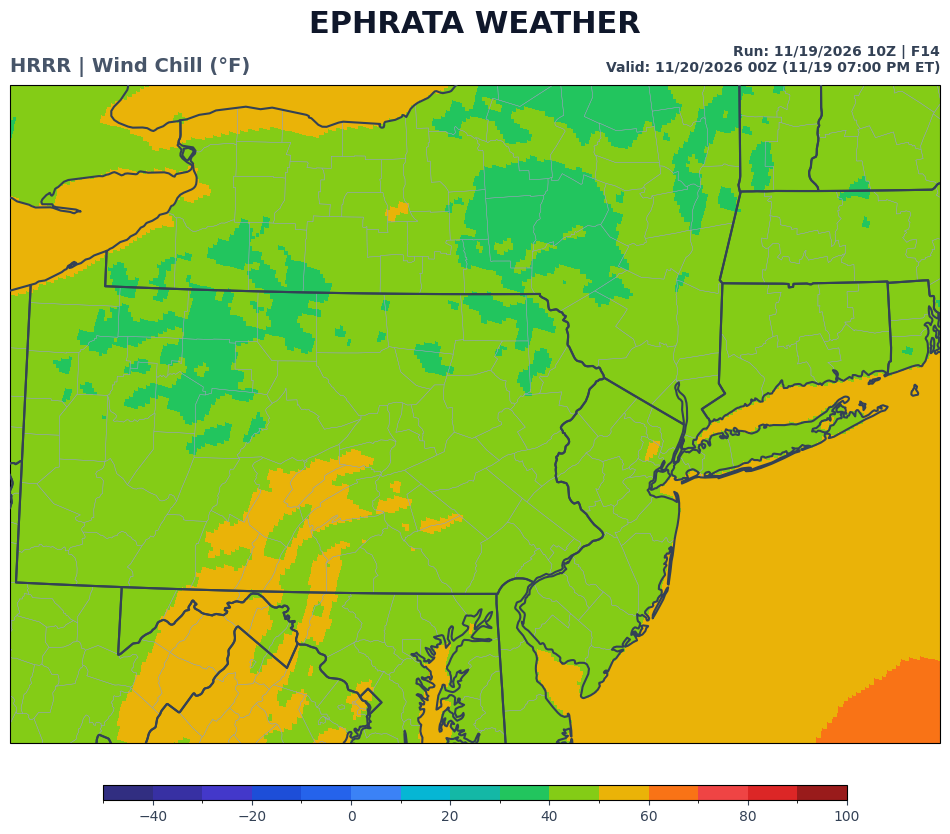 EPHRATA WEATHER
HRRR | Wind Chill (°F)
Run: 11/19/2026 10Z | F14
Valid: 11/20/2026 00Z (11/19 07:00 PM ET)
−40 −20 0 20 40 60 80 100